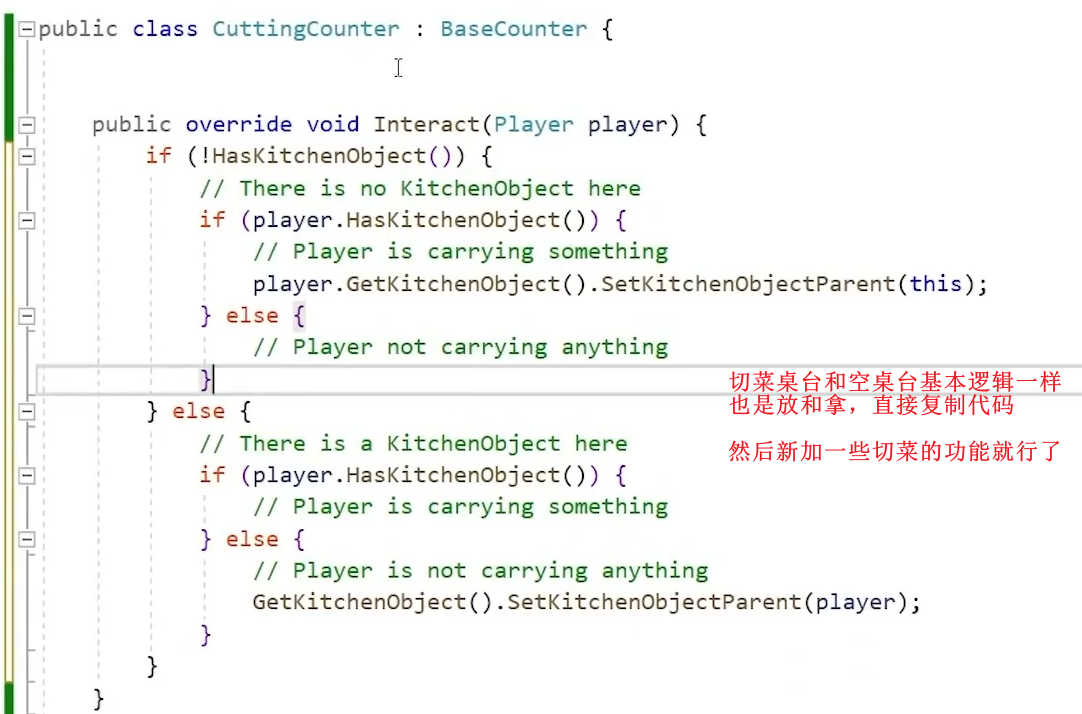 public class CuttingCounter : BaseCounter {
public override void Interact(Player player) {
if (!HasKitchenObject()) {
// There is no KitchenObject here
if (player.HasKitchenObject()) {
// Player is carrying something
player.GetKitchenObject().SetKitchenObjectParent(this);
} else {
// Player not carrying anything
}
切菜桌台和空桌台基本逻辑一样
也是放和拿，直接复制代码
} else {
// There is a KitchenObject here
然后新加一些切菜的功能就行了
if (player.HasKitchenObject()) {
// Player is carrying something
} else {
// Player is not carrying anything
GetKitchenObject().SetKitchenObjectParent(player);
}
}
}